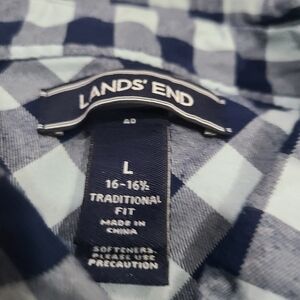 LANDS' END
L
16-16½
TRADITIONAL
FIT
MADE IN
CHINA
SOFTENERS
PLEASE USE
PRECAUTION